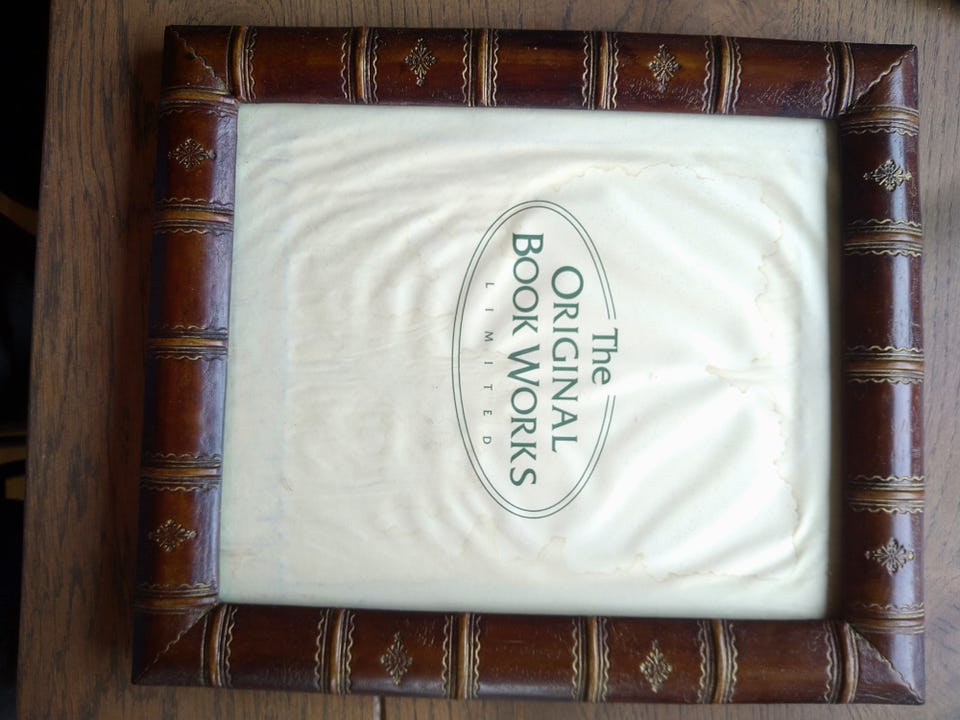 The
ORIGINAL
BOOK WORKS
LIMITED